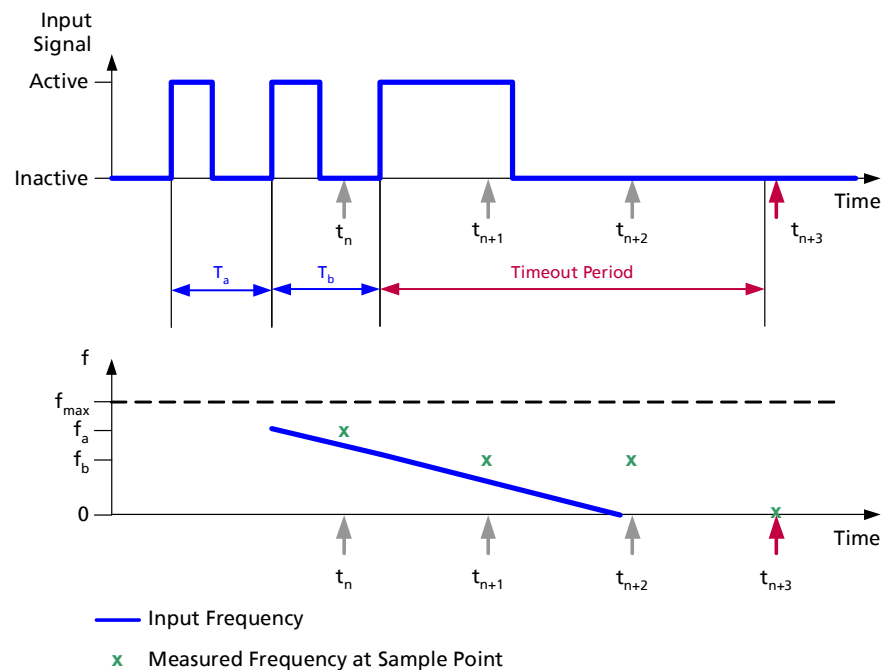 Input
Signal
Active
Inactive
Time
tn
tn+1
tn+2
tn+3
Ta
Tb
Timeout Period
f
fmax
fa
x
fb
x
x
0
x
Time
tn
tn+1
tn+2
tn+3
Input Frequency
x Measured Frequency at Sample Point